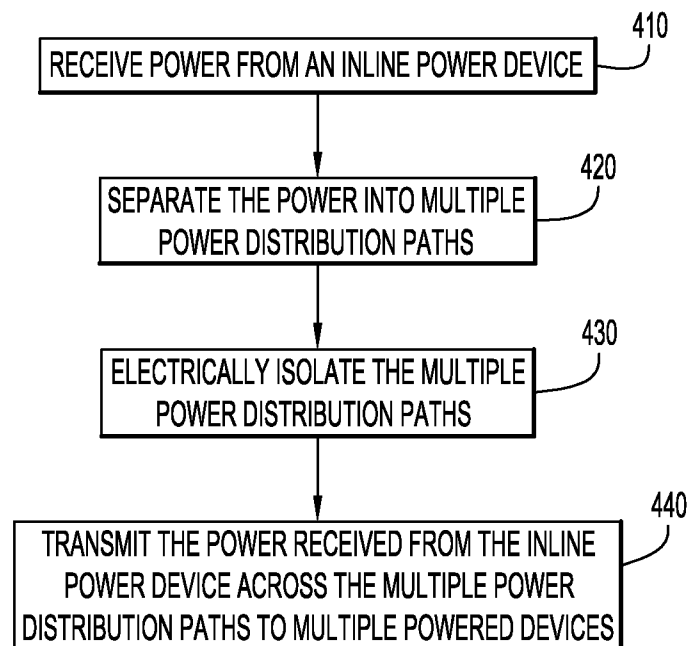 410
RECEIVE POWER FROM AN INLINE POWER DEVICE
420
SEPARATE THE POWER INTO MULTIPLE
POWER DISTRIBUTION PATHS
430
ELECTRICALLY ISOLATE THE MULTIPLE
POWER DISTRIBUTION PATHS
440
TRANSMIT THE POWER RECEIVED FROM THE INLINE
POWER DEVICE ACROSS THE MULTIPLE POWER
DISTRIBUTION PATHS TO MULTIPLE POWERED DEVICES